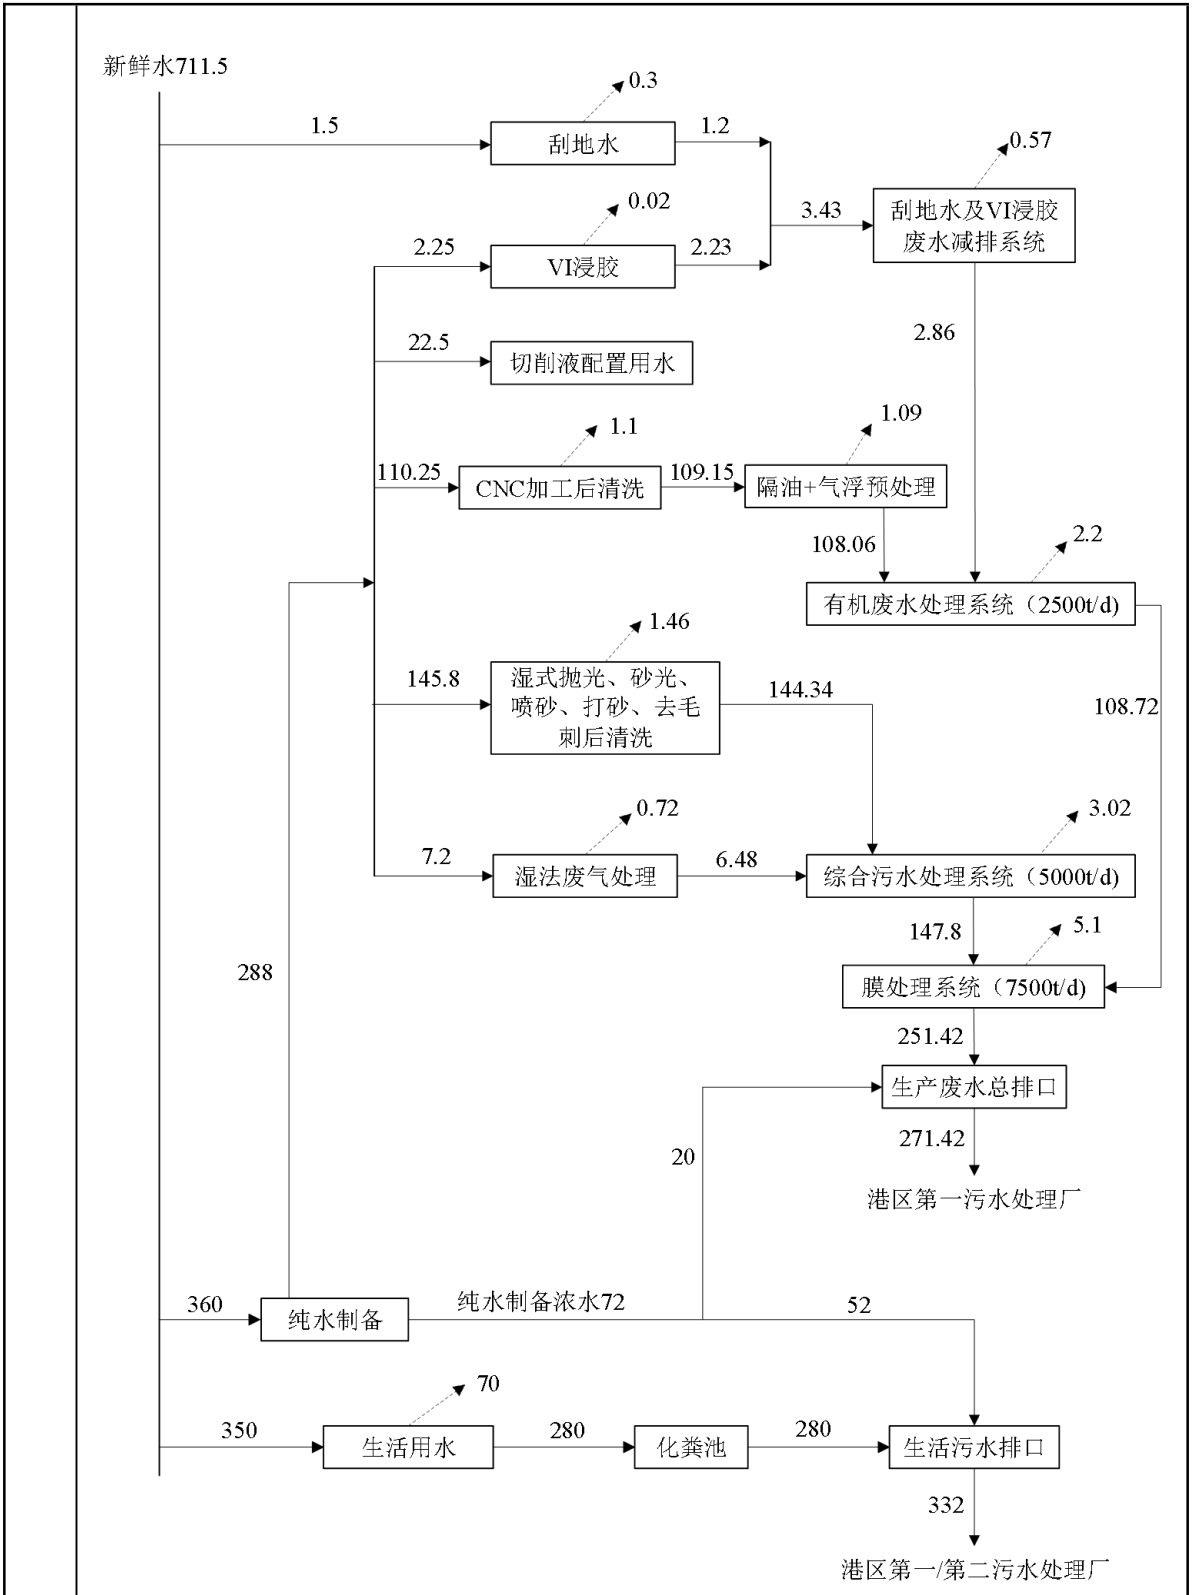 新鲜水711.5
0.3
1.5
刮地水
1.2
0.57
0.02
3.43
刮地水及VI浸胶
废水减排系统
2.25
VI浸胶
2.23
22.5
切削液配置用水
2.86
1.1
1.09
110.25
CNC加工后清洗
109.15
隔油+气浮预处理
108.06
2.2
有机废水处理系统（2500t/d)
1.46
145.8
湿式抛光、砂光、
喷砂、打砂、去毛
刺后清洗
144.34
108.72
0.72
3.02
7.2
湿法废气处理
6.48
综合污水处理系统（5000t/d)
147.8
5.1
288
膜处理系统（7500t/d)
251.42
生产废水总排口
271.42
20
港区第一污水处理厂
360
纯水制备
纯水制备浓水72
52
70
350
生活用水
280
化粪池
280
生活污水排口
332
港区第一/第二污水处理厂